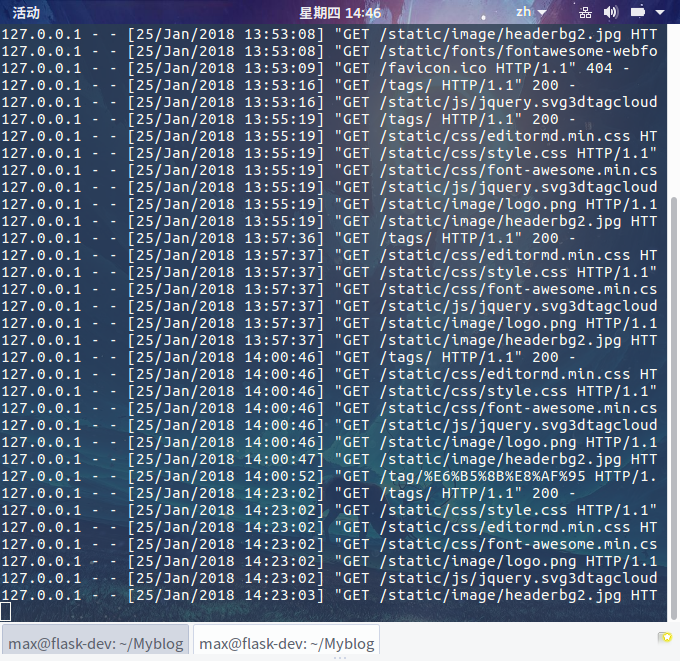 活动 星期四 14:46 zh
127.0.0.1 - - [25/Jan/2018 13:53:08] "GET /static/image/headerbg2.jpg HTT
127.0.0.1 - - [25/Jan/2018 13:53:08] "GET /static/fonts/fontawesome-webfo
127.0.0.1 - - [25/Jan/2018 13:53:09] "GET /favicon.ico HTTP/1.1" 404 -
127.0.0.1 - - [25/Jan/2018 13:53:16] "GET /tags/ HTTP/1.1" 200 -
127.0.0.1 - - [25/Jan/2018 13:53:16] "GET /static/js/jquery.svg3dtagcloud
127.0.0.1 - - [25/Jan/2018 13:55:19] "GET /tags/ HTTP/1.1" 200 -
127.0.0.1 - - [25/Jan/2018 13:55:19] "GET /static/css/editormd.min.css HT
127.0.0.1 - - [25/Jan/2018 13:55:19] "GET /static/css/style.css HTTP/1.1"
127.0.0.1 - - [25/Jan/2018 13:55:19] "GET /static/css/font-awesome.min.cs
127.0.0.1 - - [25/Jan/2018 13:55:19] "GET /static/js/jquery.svg3dtagcloud
127.0.0.1 - - [25/Jan/2018 13:55:19] "GET /static/image/logo.png HTTP/1.1
127.0.0.1 - - [25/Jan/2018 13:55:19] "GET /static/image/headerbg2.jpg HTT
127.0.0.1 - - [25/Jan/2018 13:57:36] "GET /tags/ HTTP/1.1" 200 -
127.0.0.1 - - [25/Jan/2018 13:57:37] "GET /static/css/editormd.min.css HT
127.0.0.1 - - [25/Jan/2018 13:57:37] "GET /static/css/style.css HTTP/1.1"
127.0.0.1 - - [25/Jan/2018 13:57:37] "GET /static/css/font-awesome.min.cs
127.0.0.1 - - [25/Jan/2018 13:57:37] "GET /static/js/jquery.svg3dtagcloud
127.0.0.1 - - [25/Jan/2018 13:57:37] "GET /static/image/logo.png HTTP/1.1
127.0.0.1 - - [25/Jan/2018 13:57:37] "GET /static/image/headerbg2.jpg HTT
127.0.0.1 - - [25/Jan/2018 14:00:46] "GET /tags/ HTTP/1.1" 200 -
127.0.0.1 - - [25/Jan/2018 14:00:46] "GET /static/css/editormd.min.css HT
127.0.0.1 - - [25/Jan/2018 14:00:46] "GET /static/css/style.css HTTP/1.1"
127.0.0.1 - - [25/Jan/2018 14:00:46] "GET /static/css/font-awesome.min.cs
127.0.0.1 - - [25/Jan/2018 14:00:46] "GET /static/js/jquery.svg3dtagcloud
127.0.0.1 - - [25/Jan/2018 14:00:46] "GET /static/image/logo.png HTTP/1.1
127.0.0.1 - - [25/Jan/2018 14:00:47] "GET /static/image/headerbg2.jpg HTT
127.0.0.1 - - [25/Jan/2018 14:00:52] "GET /tag/%E6%B5%8B%E8%AF%95 HTTP/1.
127.0.0.1 - - [25/Jan/2018 14:23:02] "GET /tags/ HTTP/1.1" 200 -
127.0.0.1 - - [25/Jan/2018 14:23:02] "GET /static/css/style.css HTTP/1.1"
127.0.0.1 - - [25/Jan/2018 14:23:02] "GET /static/css/editormd.min.css HT
127.0.0.1 - - [25/Jan/2018 14:23:02] "GET /static/css/font-awesome.min.cs
127.0.0.1 - - [25/Jan/2018 14:23:02] "GET /static/image/logo.png HTTP/1.1
127.0.0.1 - - [25/Jan/2018 14:23:02] "GET /static/js/jquery.svg3dtagcloud
127.0.0.1 - - [25/Jan/2018 14:23:03] "GET /static/image/headerbg2.jpg HTT
max@flask-dev: ~/Myblog max@flask-dev: ~/Myblog